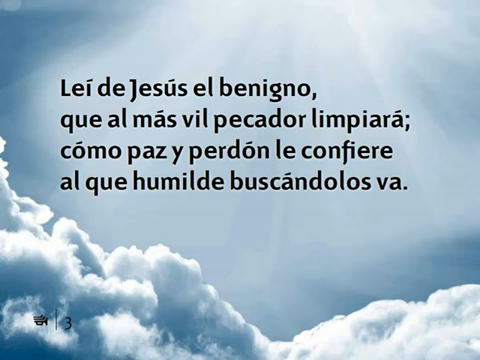 Leí de Jesús el benigno,
que al más vil pecador limpiará;
cómo paz y perdón le confiere
al que humilde buscándolos va.
3